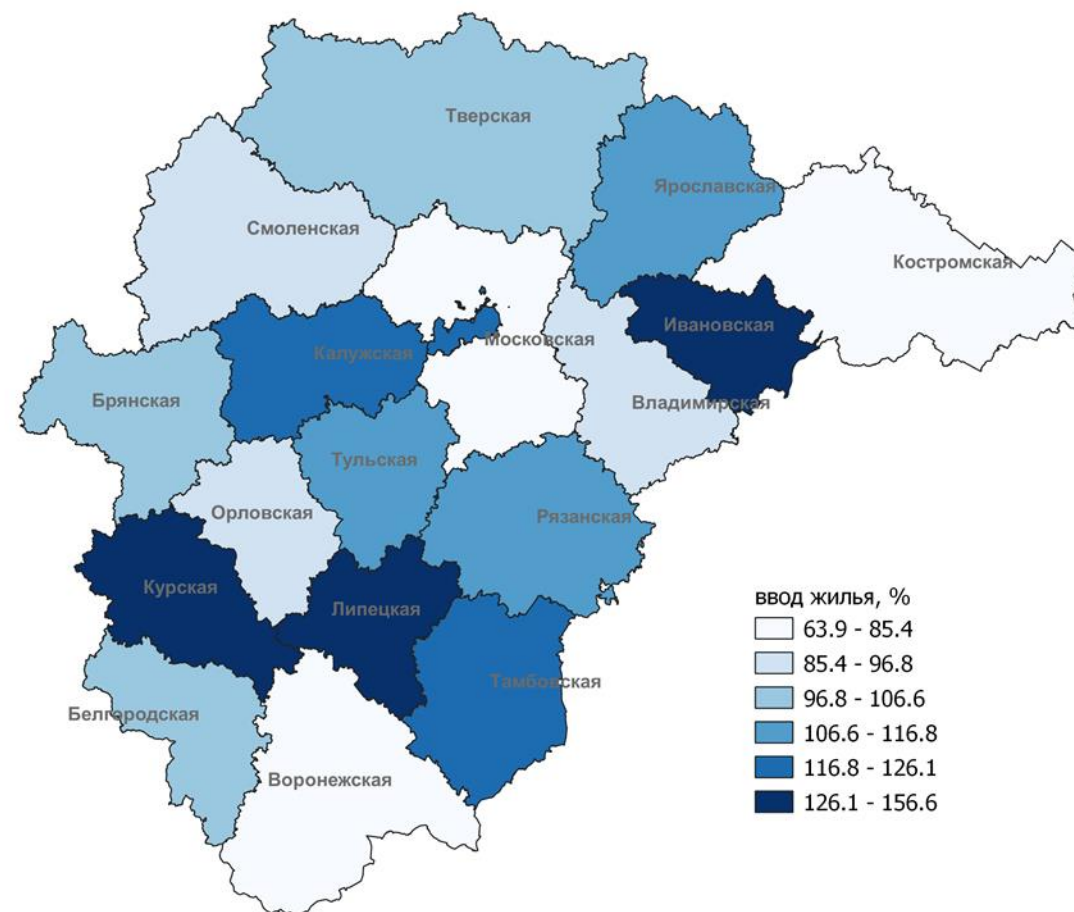 Тверская
Ярославская
Смоленская
Костромская
Ивановская
Московская
Калужская
Брянская
Владимирская
Тульская
Орловская
Рязанская
Курская
Липецкая
Тамбовская
Белгородская
Воронежская
ввод жилья, %
63.9 - 85.4
85.4 - 96.8
96.8 - 106.6
106.6 - 116.8
116.8 - 126.1
126.1 - 156.6